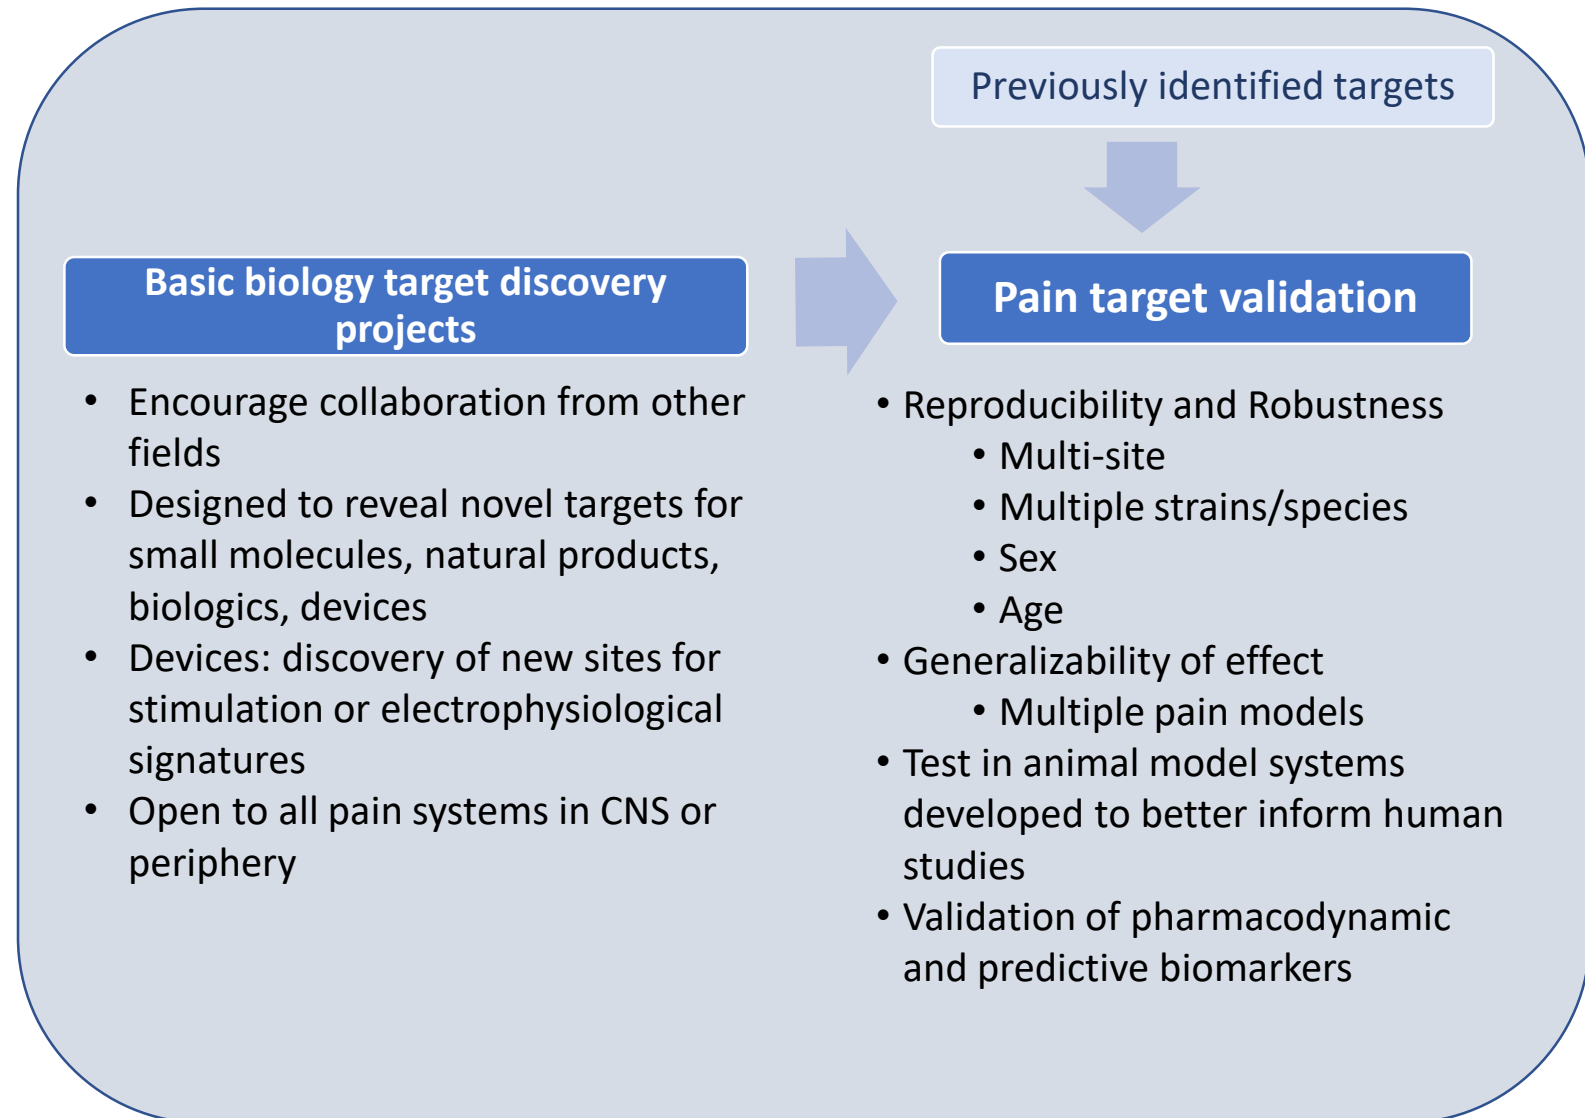 Previously identified targets
Basic biology target discovery
projects
• Encourage collaboration from other
fields
• Designed to reveal novel targets for
small molecules, natural products,
biologics, devices
• Devices: discovery of new sites for
stimulation or electrophysiological
signatures
• Open to all pain systems in CNS or
periphery
Pain target validation
• Reproducibility and Robustness
• Multi-site
• Multiple strains/species
• Sex
• Age
• Generalizability of effect
• Multiple pain models
• Test in animal model systems
developed to better inform human
studies
• Validation of pharmacodynamic
and predictive biomarkers